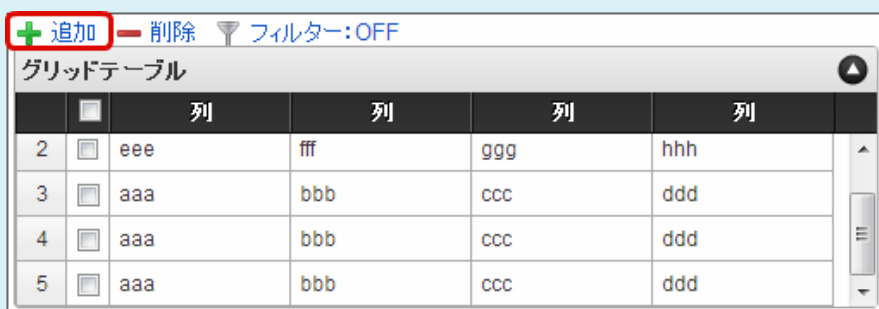 追加 削除 フィルター:OFF
グリッドテーブル
列 列 列 列
2 eee fff ggg hhh
3 aaa bbb ccc ddd
4 aaa bbb ccc ddd
5 aaa bbb ccc ddd